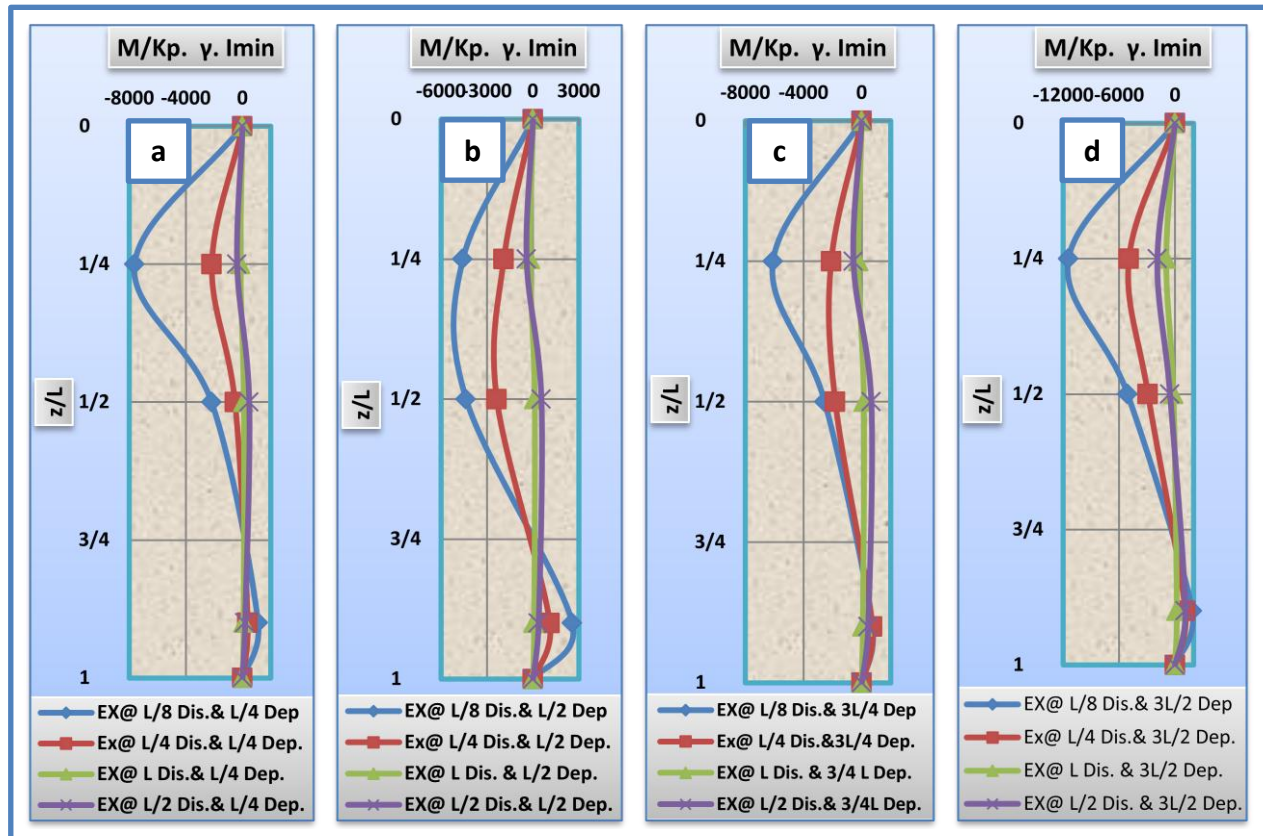 M/Kp. γ. Imin
-8000 -4000 0
a
0
1/4
z/L
1/2
3/4
1
EX@ L/8 Dis.& L/4 Dep
Ex@ L/4 Dis.& L/4 Dep.
EX@ L Dis.& L/4 Dep.
EX@ L/2 Dis.& L/4 Dep.
M/Kp. γ. Imin
-6000-3000 0 3000
b
0
1/4
z/L
1/2
3/4
1
EX@ L/8 Dis.& L/2 Dep
Ex@ L/4 Dis.& L/2 Dep.
EX@ L Dis. & L/2 Dep.
EX@ L/2 Dis.& L/2 Dep.
M/Kp. γ. Imin
-8000 -4000 0
c
0
1/4
z/L
1/2
3/4
1
EX@ L/8 Dis.& 3L/4 Dep
Ex@ L/4 Dis.&3L/4 Dep.
EX@ L Dis. & 3/4 L Dep.
EX@ L/2 Dis.& 3/4L Dep.
M/Kp. γ. Imin
-12000 -6000 0
d
0
1/4
z/L
1/2
3/4
1
EX@ L/8 Dis.& 3L/2 Dep
Ex@ L/4 Dis.& 3L/2 Dep.
EX@ L Dis. & 3L/2 Dep.
EX@ L/2 Dis.& 3L/2 Dep.